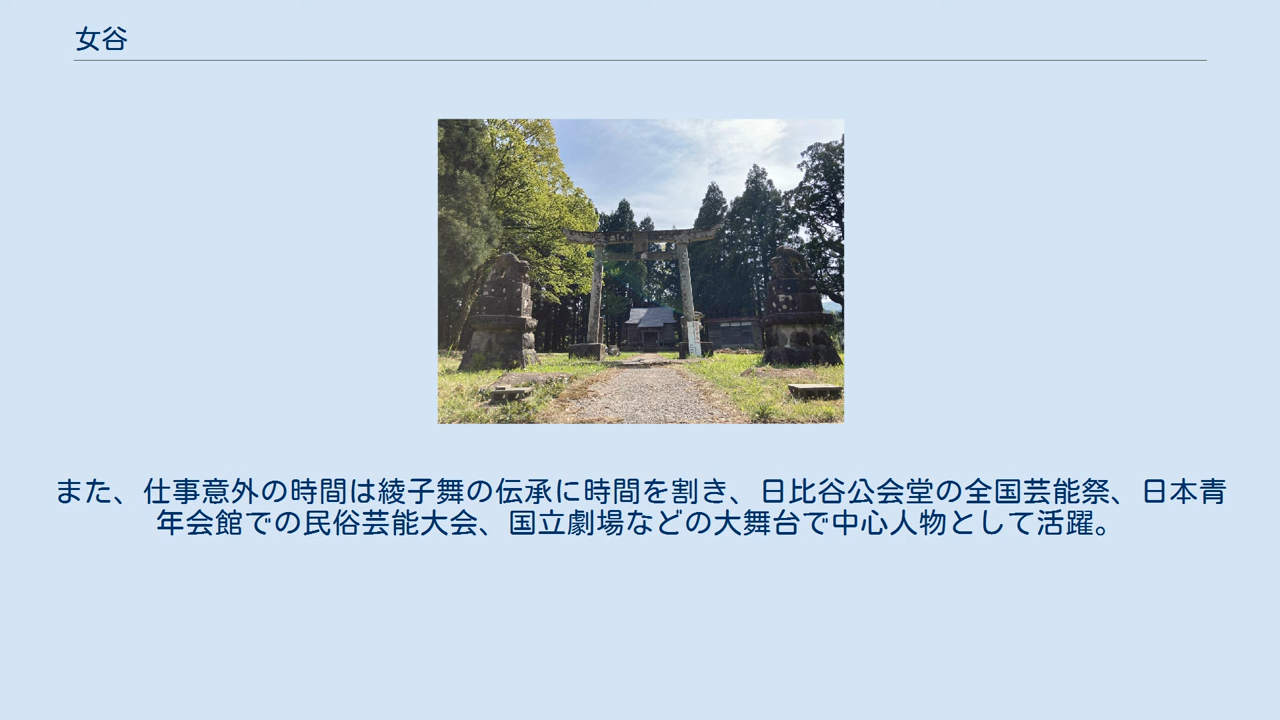 女谷
また、仕事意外の時間は綾子舞の伝承に時間を割き、日比谷公会堂の全国芸能祭、日本青
年会館での民俗芸能大会、国立劇場などの大舞台で中心人物として活躍。